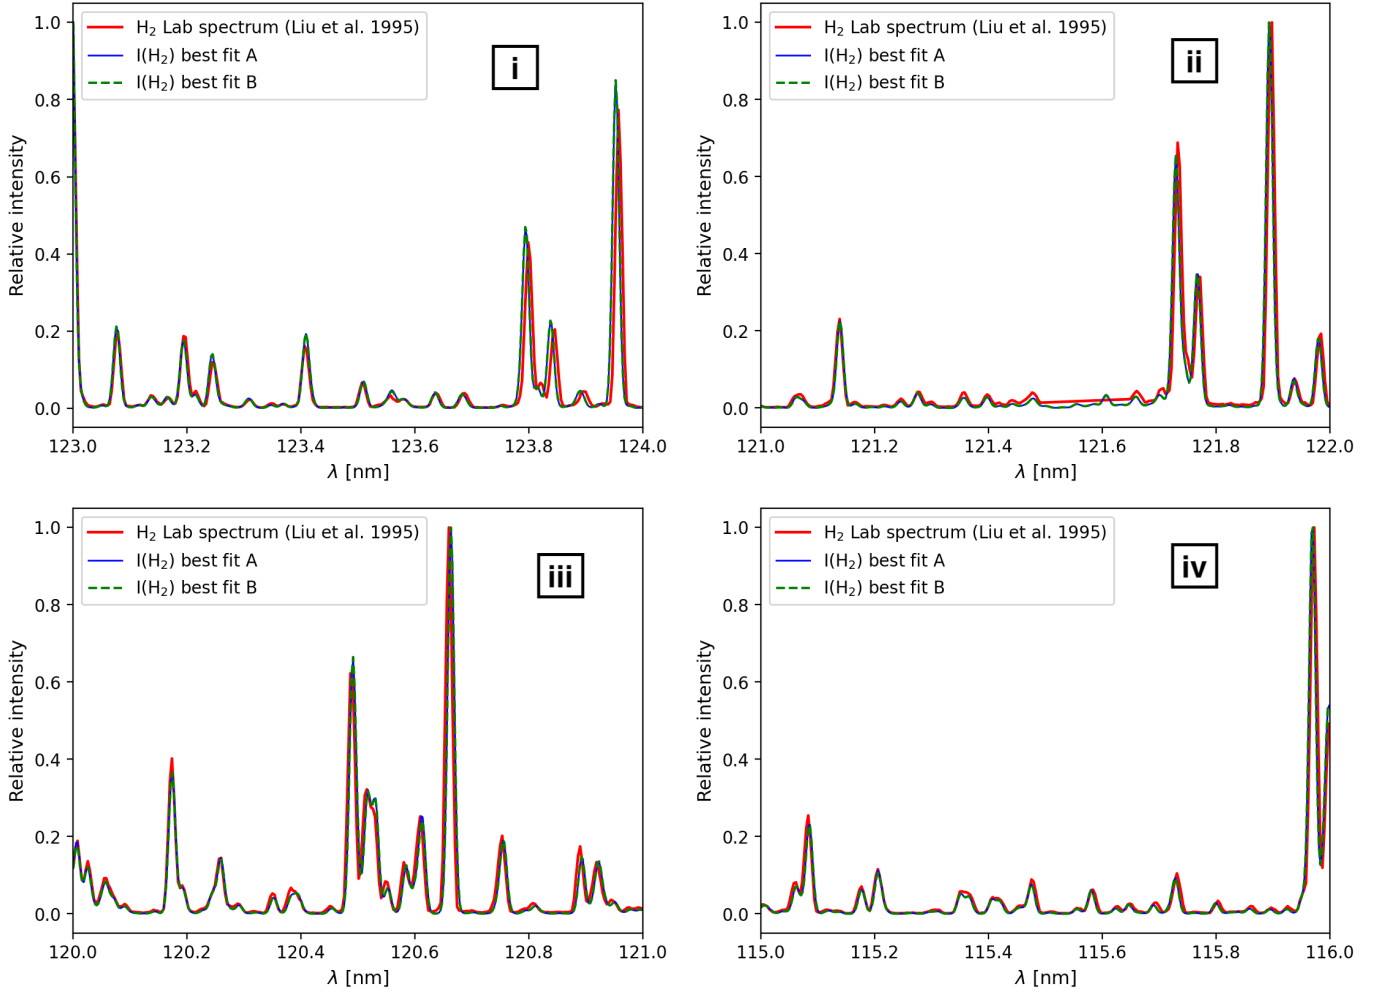 H₂ Lab spectrum (Liu et al. 1995)
I(H₂) best fit A
I(H₂) best fit B
i
1.0
0.8
0.6
0.4
0.2
0.0
Relative intensity
123.0 123.2 123.4 123.6 123.8 124.0
λ [nm]
H₂ Lab spectrum (Liu et al. 1995)
I(H₂) best fit A
I(H₂) best fit B
ii
1.0
0.8
0.6
0.4
0.2
0.0
Relative intensity
121.0 121.2 121.4 121.6 121.8 122.0
λ [nm]
H₂ Lab spectrum (Liu et al. 1995)
I(H₂) best fit A
I(H₂) best fit B
iii
1.0
0.8
0.6
0.4
0.2
0.0
Relative intensity
120.0 120.2 120.4 120.6 120.8 121.0
λ [nm]
H₂ Lab spectrum (Liu et al. 1995)
I(H₂) best fit A
I(H₂) best fit B
iv
1.0
0.8
0.6
0.4
0.2
0.0
Relative intensity
115.0 115.2 115.4 115.6 115.8 116.0
λ [nm]